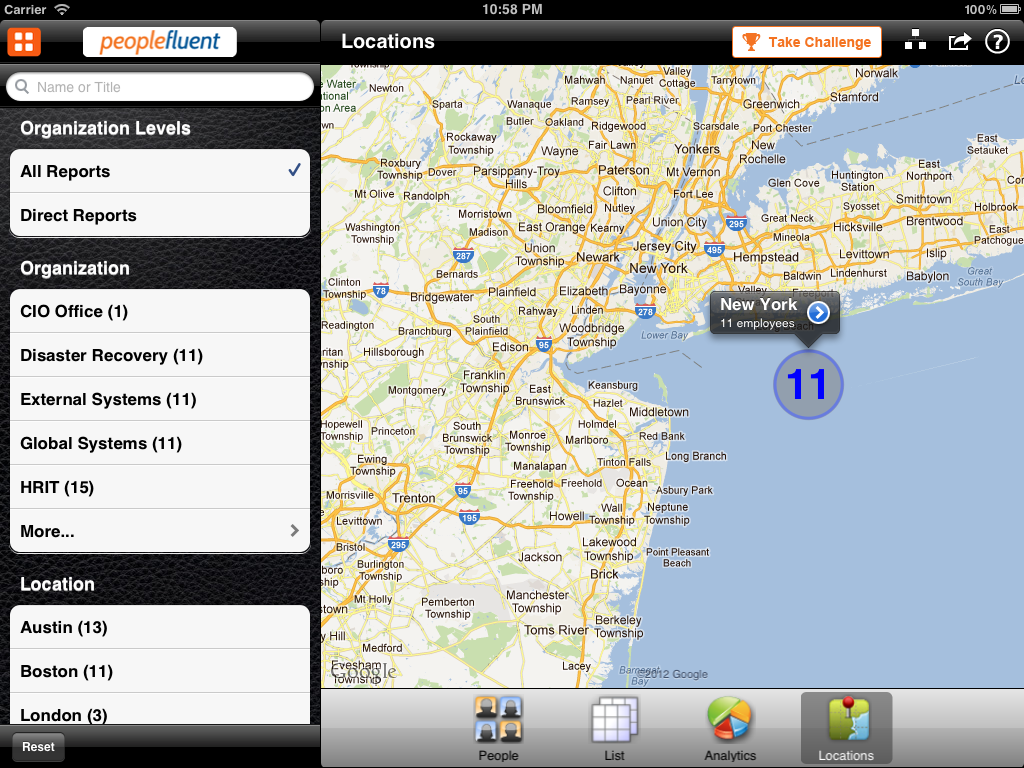 Carrier
10:58 PM
100%
peoplefluent
Locations
Take Challenge
?
Name or Title
Organization Levels
All Reports
Direct Reports
Organization
CIO Office (1)
Disaster Recovery (11)
External Systems (11)
Global Systems (11)
HRIT (15)
More...
Location
Austin (13)
Boston (11)
London (3)
Reset
Newton
Mahwah
Nanuet
Valley
Cottage
Tarrytown
Norwalk
Sparta
Wanaque
Ramsey
Pearl River
Greenwich
Stamford
Butler
Oakland
Ridgewood
Scarsdale
Port Chester
Rockaway
Township
Wayne
Fair Lawn
Yonkers
New
Rochelle
East
Setauket
Roxbury
Township
Dover
Parsippany-Troy
Hills
Paterson
Mt Vernon
Glen Cove
Huntington
Station
East
Northport
Mt Olive
Randolph
Clifton
Fort Lee
Smithtown
Morristown
Bloomfield
Nutley
Syosset
Holbrook
Washington
Township
Madison
East Orange
Kearny
Union City
295
Great Neck
Hicksville
Brentwood
East
Patchogue
Union
Township
Newark
Jersey City
495
Mineola
Levittown
Islip
287
Bernards
New York
Hempstead
Clinton
Township
78
Baldwin
Lindenhurst
Babylon
Great
South Bay
Bridgewater
Plainfield
Elizabeth
Bayonne
Valley
Freeport
New York
11 employees
11
Readington
Branchburg
South
Plainfield
Rahway
Linden
278
Raritan
Hillsborough
Edison
95
Woodbridge
Township
Lower Bay
Franklin
Township
Keansburg
Montgomery
East
Brunswick
Hazlet
Middletown
Hopewell
Township
Princeton
South
Brunswick
Township
Monroe
Township
Holmdel
Marlboro
Red Bank
Ewing
Township
Manalapan
Tinton Falls
Long Branch
Morrisville
Trenton
95
Freehold
Township
Freehold
Ocean
Asbury Park
Levittown
195
Howell
Wall
Township
Neptune
Township
Bristol
295
Jackson
Lakewood
Township
Point Pleasant
Beach
Burlington
Township
Brick
Mt Holly
Pemberton
Township
Manchester
Township
Berkeley
Township
Toms River
Medford
Evesham
Township
Lacey
Barnegat
Bay
Google
©2012 Google
People
List
Analytics
Locations